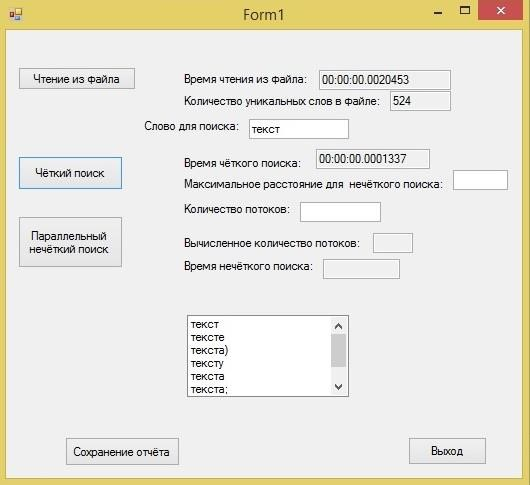 Form1
Чтение из файла
Время чтения из файла: 00:00:00.0020453
Количество уникальных слов в файле: 524
Слово для поиска: текст
Чёткий поиск
Время чёткого поиска: 00:00:00.0001337
Максимальное расстояние для нечёткого поиска:
Количество потоков:
Параллельный
нечёткий поиск
Вычисленное количество потоков:
Время нечёткого поиска:
текст
тексте
текста)
тексту
текста
текста;
Сохранение отчёта
Выход